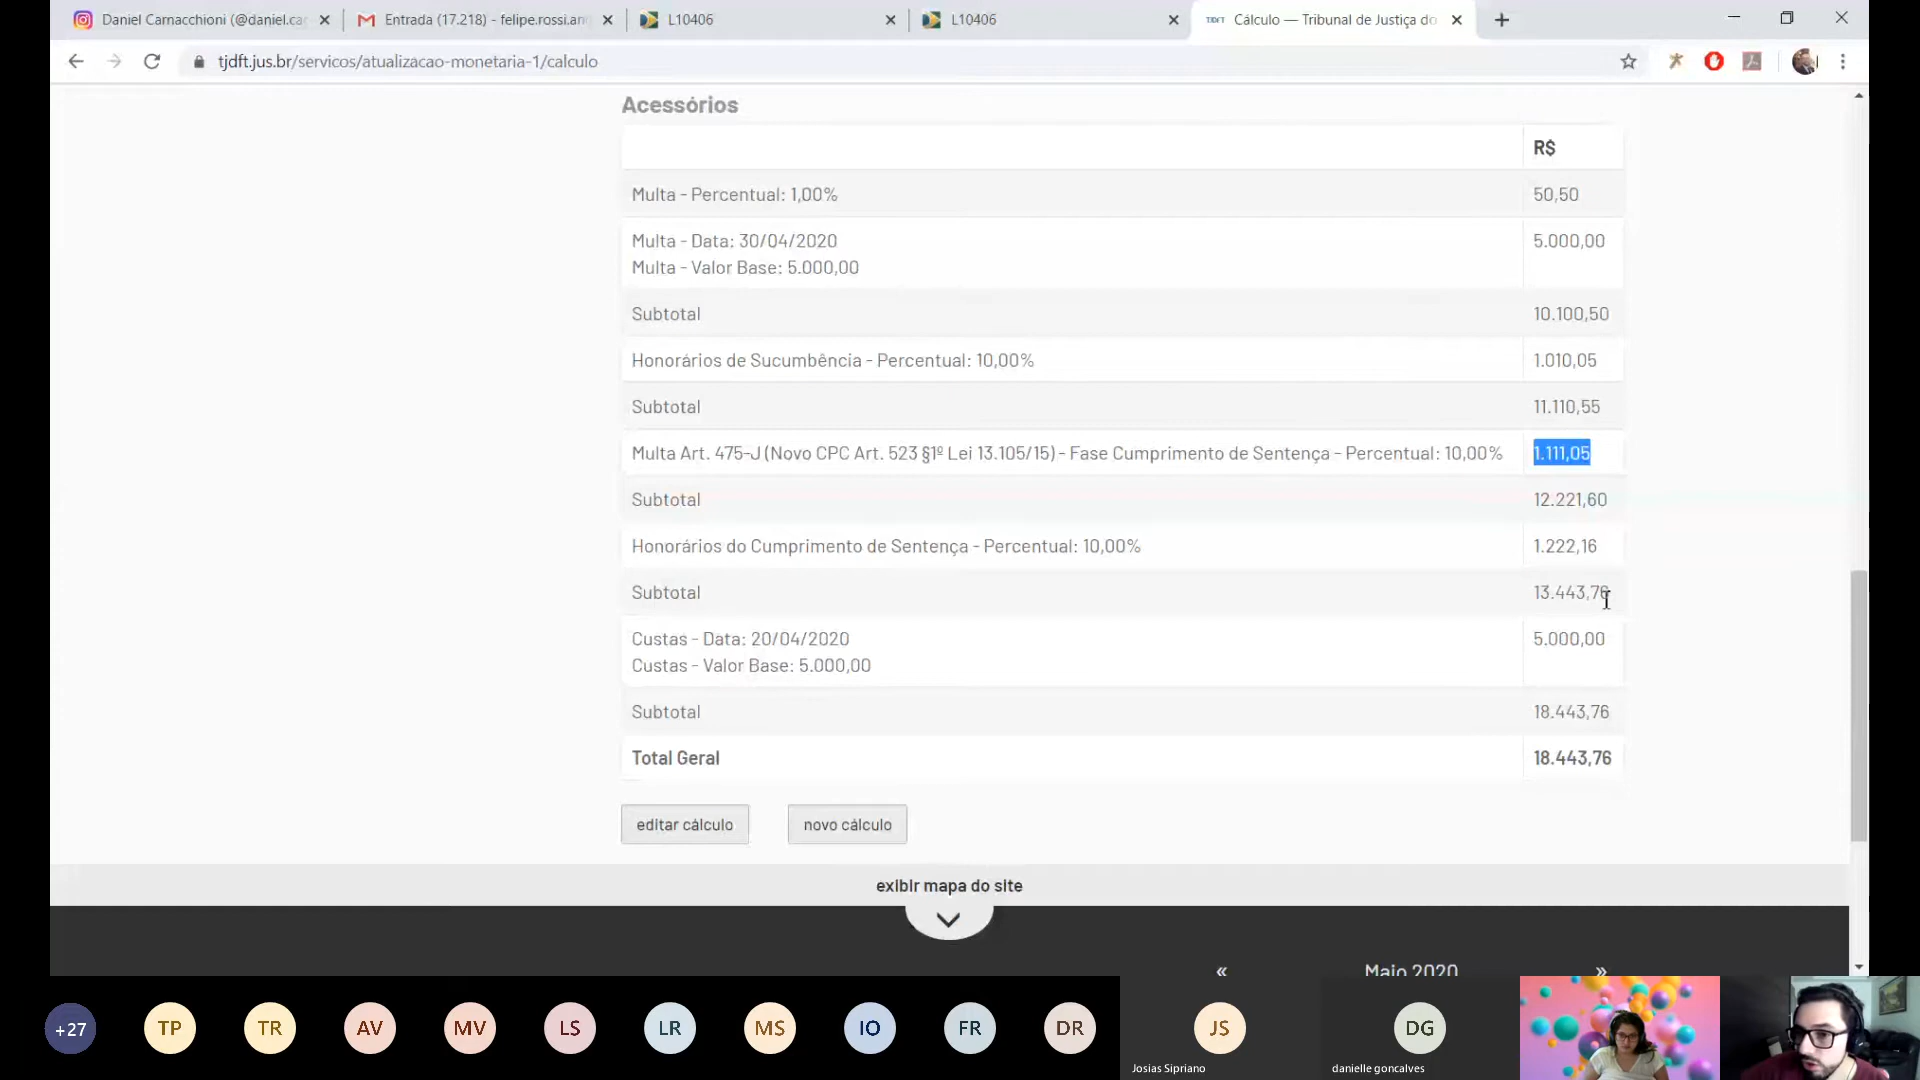 Daniel Carnacchioni (@daniel.ca
Entrada (17.218) - felipe.rossi.an
L10406
L10406
TJDFT
Cálculo — Tribunal de Justiça do
tjdft.jus.br/servicos/atualizacao-monetaria-1/calculo
Acessórios
R$
Multa - Percentual: 1,00%
50,50
Multa - Data: 30/04/2020
5.000,00
Multa - Valor Base: 5.000,00
Subtotal
10.100,50
Honorários de Sucumbência - Percentual: 10,00%
1.010,05
Subtotal
11.110,55
Multa Art. 475-J (Novo CPC Art. 523 §1º Lei 13.105/15) - Fase Cumprimento de Sentença - Percentual: 10,00%
1.111,05
Subtotal
12.221,60
Honorários do Cumprimento de Sentença - Percentual: 10,00%
1.222,16
Subtotal
13.443,76
Custas - Data: 20/04/2020
5.000,00
Custas - Valor Base: 5.000,00
Subtotal
18.443,76
Total Geral
18.443,76
editar cálculo
novo cálculo
exibir mapa do site
«
Maio 2020
»
+27
TP
TR
AV
MV
LS
LR
MS
IO
FR
DR
JS
DG
Josias Sipriano
danielle goncalves